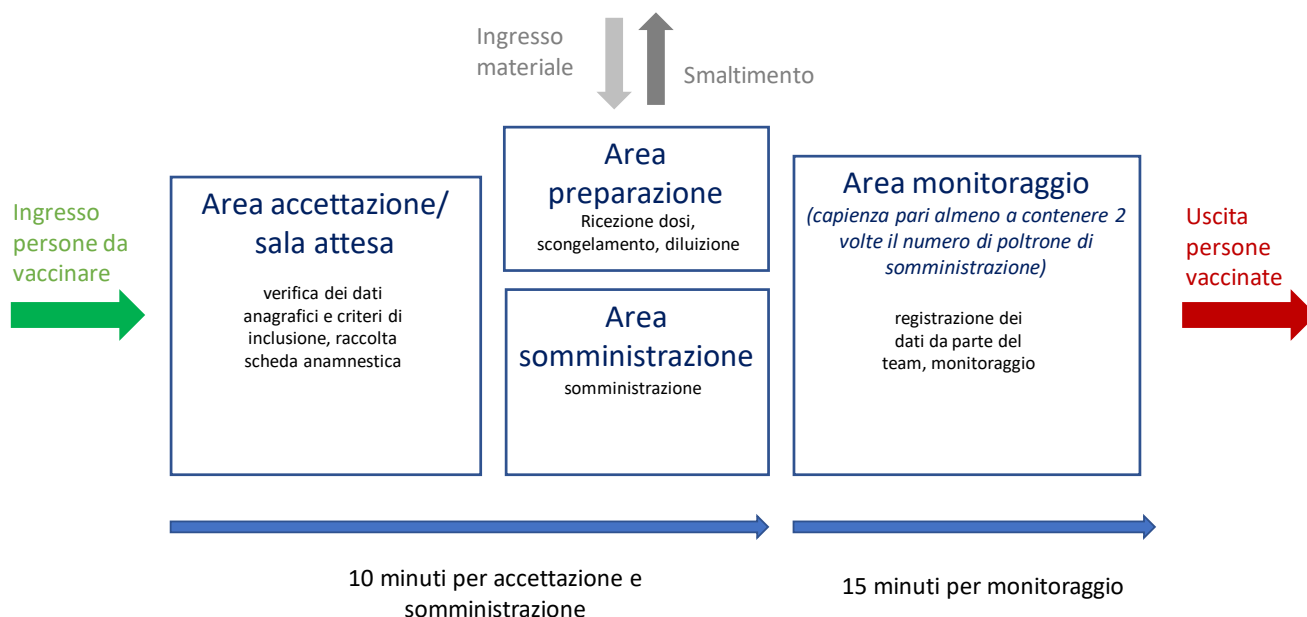 Ingresso
materiale
Smaltimento
Ingresso
persone da
vaccinare
Area accettazione/
sala attesa
verifica dei dati
anagrafici e criteri di
inclusione, raccolta
scheda anamnestica
Area
preparazione
Ricezione dosi,
scongelamento, diluizione
Area
somministrazione
somministrazione
Area monitoraggio
(capienza pari almeno a contenere 2
volte il numero di poltrone di
somministrazione)
registrazione dei
dati da parte del
team, monitoraggio
Uscita
persone
vaccinate
10 minuti per accettazione e
somministrazione
15 minuti per monitoraggio